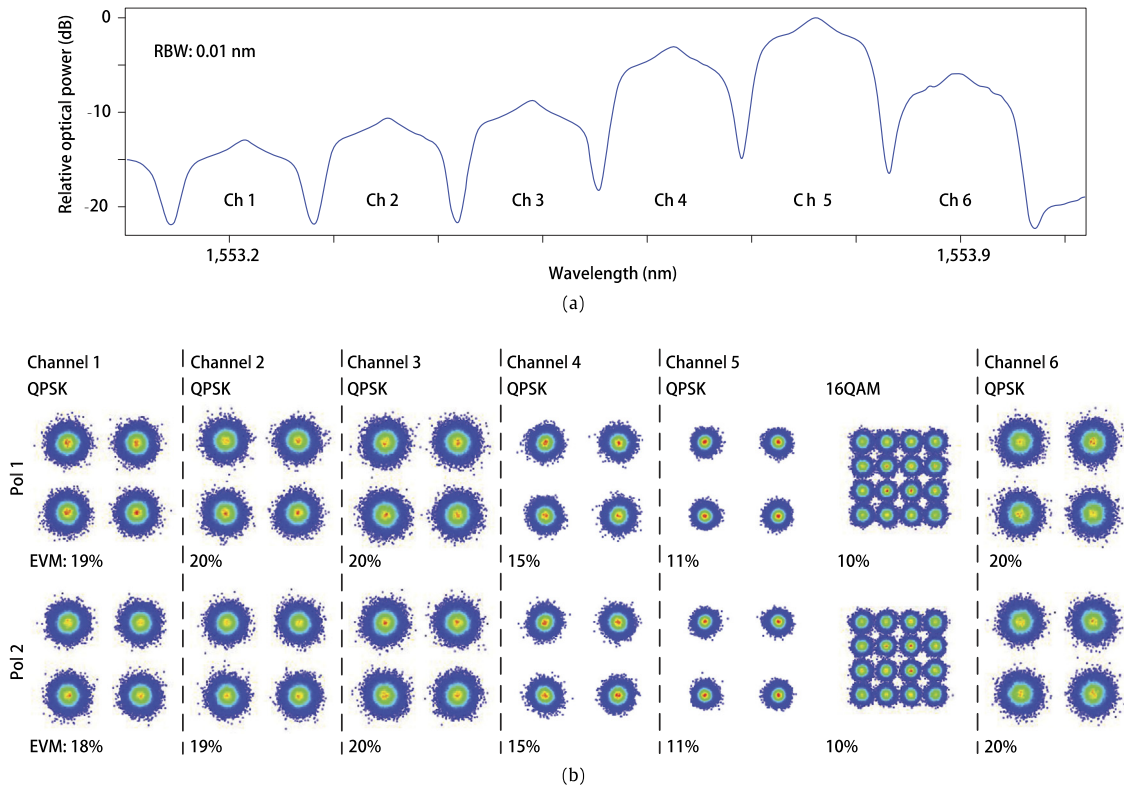 Relative optical power (dB)
0
-10
-20
RBW: 0.01 nm
Ch 1
Ch 2
Ch 3
Ch 4
C h 5
Ch 6
1,553.2
1,553.9
Wavelength (nm)
(a)
Channel 1
QPSK
Channel 2
QPSK
Channel 3
QPSK
Channel 4
QPSK
Channel 5
QPSK
16QAM
Channel 6
QPSK
Pol 1
EVM: 19%
20%
20%
15%
11%
10%
20%
Pol 2
EVM: 18%
19%
20%
15%
11%
10%
20%
(b)